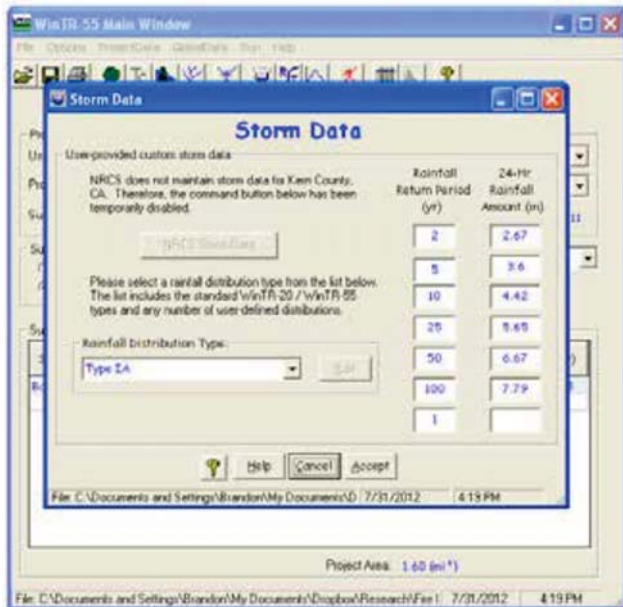 WinTR-55 Main Window
File Options ProjectData GlobalData Run Help
Storm Data
Storm Data
User-provided custom storm data
NRCS does not maintain storm data for Kern County,
CA. Therefore, the command button below has been
temporarily disabled.
NRCS Storm Data
Please select a rainfall distribution type from the list below.
The list includes the standard WinTR-20 / WinTR-55
types and any number of user-defined distributions.
Rainfall Distribution Type:
Type IA
Edit
Rainfall Return Period (yr)
24-Hr Rainfall Amount (in)
2 2.67
5 3.6
10 4.42
25 5.65
50 6.67
100 7.79
1
? Help Cancel Accept
File: C:\Documents and Settings\Brandon\My Documents\D 7/31/2012 4:19 PM
Project Area: 1.60 (mi²)
File: C:\Documents and Settings\Brandon\My Documents\Dropbox\Research\Fire I 7/31/2012 4:19 PM